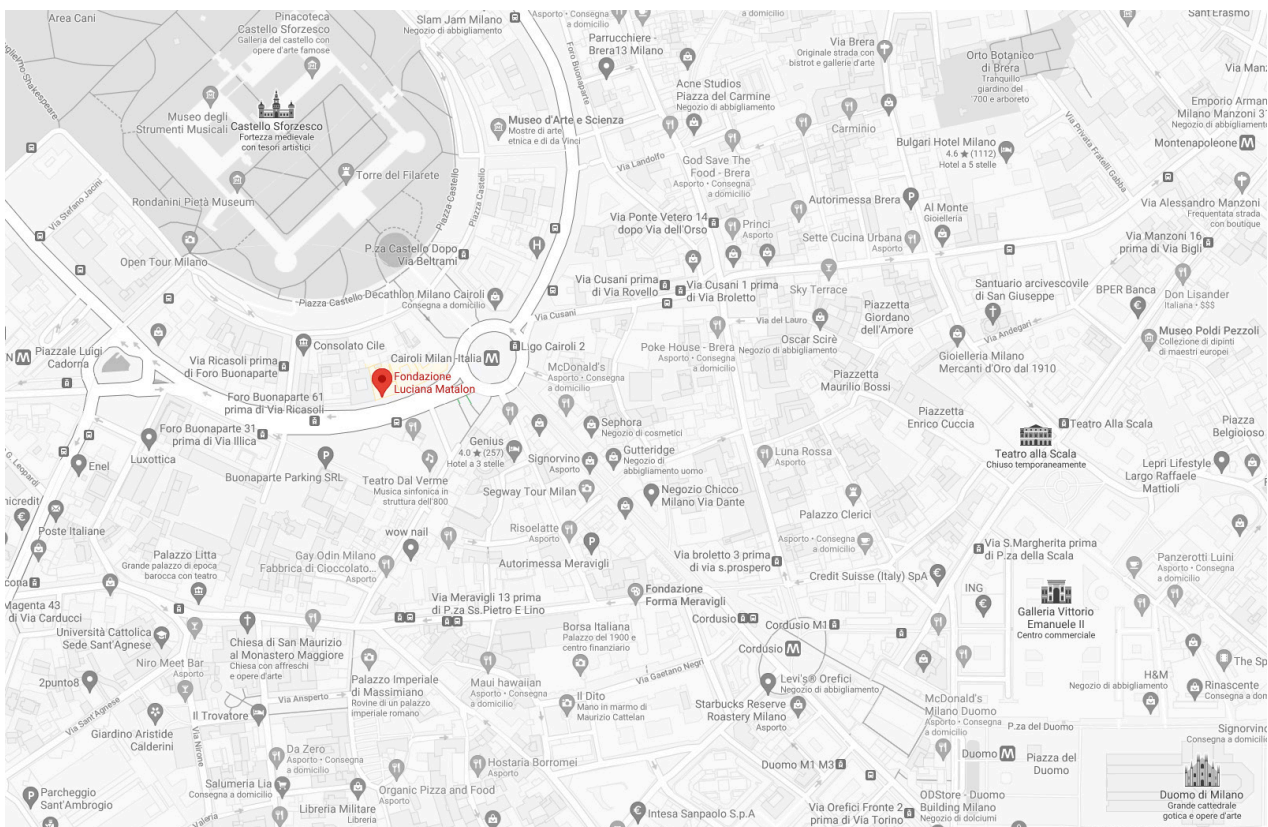 Area Cani
Pinacoteca
Castello Sforzesco
Galleria del castello con
opere d'arte famose
Slam Jam Milano
Negozio di abbigliamento
Asporto • Consegna
a domicilio
Sant'Erasmo
Parrucchiere -
Brera13 Milano
Via Brera
Originale strada con
bistrot e gallerie d'arte
Orto Botanico
di Brera
Tranquillo
giardino del
'700 e arboreto
Foro Buonaparte
Acne Studios
Piazza del Carmine
Negozio di abbigliamento
Emporio Arman
Milano Manzoni 31
Negozio di abbigliamento
Montenapoleone
Museo degli
Strumenti Musicali
Castello Sforzesco
Fortezza medievale
con tesori artistici
Museo d'Arte e Scienza
Mostre di arte
etnica e di da Vinci
Carminio
Via Privata Fratelli Gabba
Bulgari Hotel Milano
4.6 ★ (1112)
Hotel a 5 stelle
Via Landolfo
God Save The
Food - Brera
Asporto • Consegna
a domicilio
Torre del Filarete
Rondanini Pietà Museum
Via Stefano Jacini
Piazza Castello
Piazza Castello
Autorimessa Brera
Al Monte
Gioielleria
Via Alessandro Manzoni
Frequentata strada
con boutique
Via Ponte Vetero 14
dopo Via dell'Orso
Princi
Asporto
Sette Cucina Urbana
Asporto
Via Manzoni 16
prima di Via Bigli
Open Tour Milano
P.za Castello Dopo
Via Beltrami
Via Cusani prima
di Via Rovello
Via Cusani 1 prima
di Via Broletto
Sky Terrace
Santuario arcivescovile
di San Giuseppe
BPER Banca
Don Lisander
Italiana • $$$
Piazza Castello
Decathlon Milano Cairoli
Consegna a domicilio
Via Cusani
Via del Lauro
Piazzetta
Giordano
dell'Amore
Via Andegari
Oscar Scirè
Negozio di abbigliamento
Museo Poldi Pezzoli
Collezione di dipinti
di maestri europei
Consolato Cile
Lgo Cairoli 2
Poke House - Brera
Asporto • Consegna
a domicilio
Gioielleria Milano
Mercanti d'Oro dal 1910
Piazzale Luigi
Cadorna
Via Ricasoli prima
di Foro Buonaparte
Cairoli Milan-Italia
Fondazione
Luciana Matalon
McDonald's
Asporto • Consegna
a domicilio
Piazzetta
Maurilio Bossi
Foro Buonaparte 61
prima di Via Ricasoli
Piazzetta
Enrico Cuccia
Piazza
Belgioioso
Foro Buonaparte 31
prima di Via Illica
Sephora
Negozio di cosmetici
Teatro Alla Scala
Luxottica
Genius
4.0 ★ (257)
Hotel a 3 stelle
Gutteridge
Negozio di
abbigliamento uomo
Luna Rossa
Asporto
Teatro alla Scala
Chiuso temporaneamente
Enel
Buonaparte Parking SRL
Signorvino
Asporto
Lepri Lifestyle
Largo Raffaele
Mattioli
Teatro Dal Verme
Musica sinfonica in
struttura dell'800
Segway Tour Milan
Negozio Chicco
Milano Via Dante
Palazzo Clerici
Poste Italiane
wow nail
Risoelatte
Asporto
Asporto • Consegna
a domicilio
Via S.Margherita prima
di P.za della Scala
Palazzo Litta
Grande palazzo di epoca
barocca con teatro
Gay Odin Milano
Fabbrica di Cioccolato...
Asporto
Autorimessa Meravigli
Via broletto 3 prima
di via s.prospero
Credit Suisse (Italy) SpA
Panzerotti Luini
Asporto • Consegna
a domicilio
Fondazione
Forma Meravigli
ING
Magenta 43
di Via Carducci
Via Meravigli 13 prima
di P.za Ss.Pietro E Lino
Cordusio
Cordusio M1
Galleria Vittorio
Emanuele II
Centro commerciale
Università Cattolica
Sede Sant'Agnese
Chiesa di San Maurizio
al Monastero Maggiore
Chiesa con affreschi
e opere d'arte
Borsa Italiana
Palazzo del 1900 e
centro finanziario
Cordusio
Niro Meet Bar
Asporto
2punto8
Palazzo Imperiale
di Massimiano
Rovine di un palazzo
imperiale romano
Maui hawaiian
Asporto • Consegna
a domicilio
Via Gaetano Negri
Levi's® Orefici
Negozio di abbigliamento
H&M
Negozio di abbigliamento
Rinascente
Via Sant'Agnese
Via Ansperto
Il Trovatore
Il Dito
Mano in marmo di
Maurizio Cattelan
Starbucks Reserve
Roastery Milano
Asporto
McDonald's
Milano Duomo
Asporto • Consegna
a domicilio
P.za del Duomo
Giardino Aristide
Calderini
Via Nirone
Signorvino
Consegna a domicilio
Da Zero
Asporto • Consegna
a domicilio
Hostaria Borromei
Asporto
Duomo M1 M3
Duomo
Piazza del
Duomo
Salumeria Lia
Consegna a domicilio
Organic Pizza and Food
Asporto
Duomo di Milano
Grande cattedrale
gotica e opere d'arte
Parcheggio
Sant'Ambrogio
Libreria Militare
Libreria
Intesa Sanpaolo S.p.A
Via Orefici Fronte 2
prima di Via Torino
ODStore - Duomo
Building Milano
Negozio di dolciumi